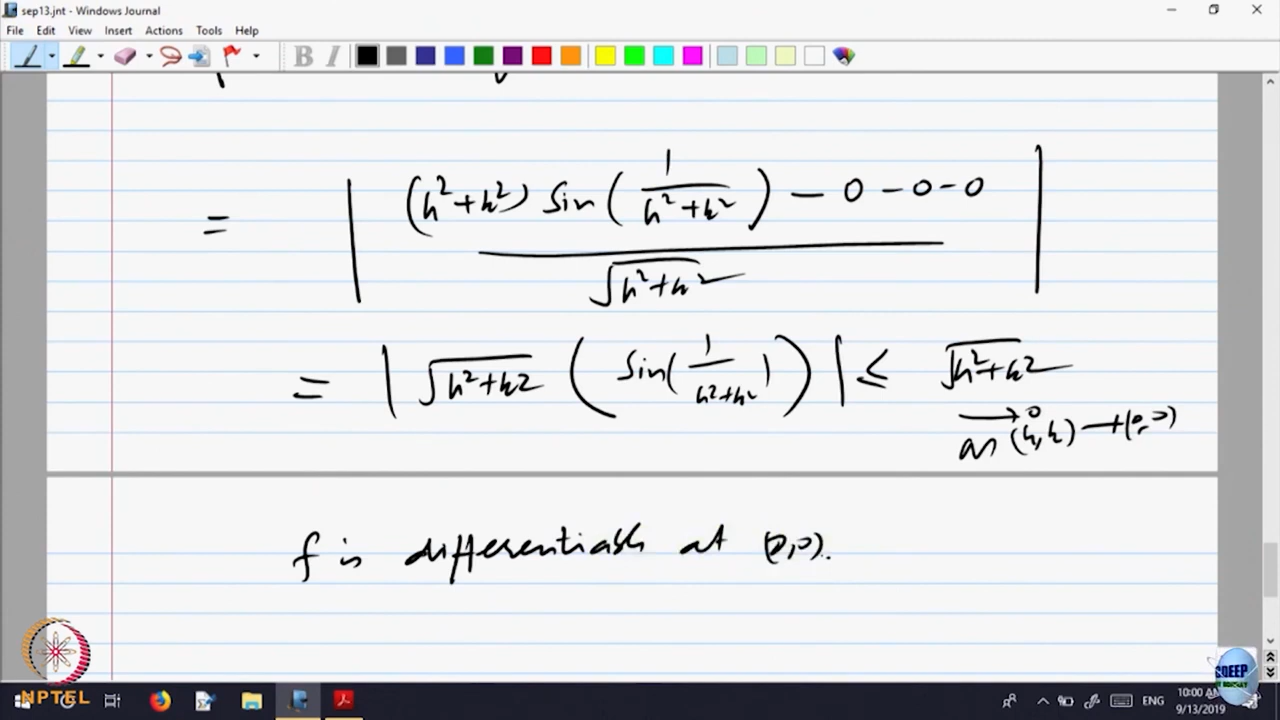 sep13.jnt - Windows Journal
File Edit View Insert Actions Tools Help
= | (h²+k²) sin(1/(h²+k²)) - 0 - 0 - 0 / √(h²+k²) |
= | √(h²+k²) (sin(1/(h²+k²))) | ≤ √(h²+k²)
→ 0
as (h,k) → (0,0)
f is differentiable at (0,0).
NPTEL
ENG
10:00 AM
9/13/2019